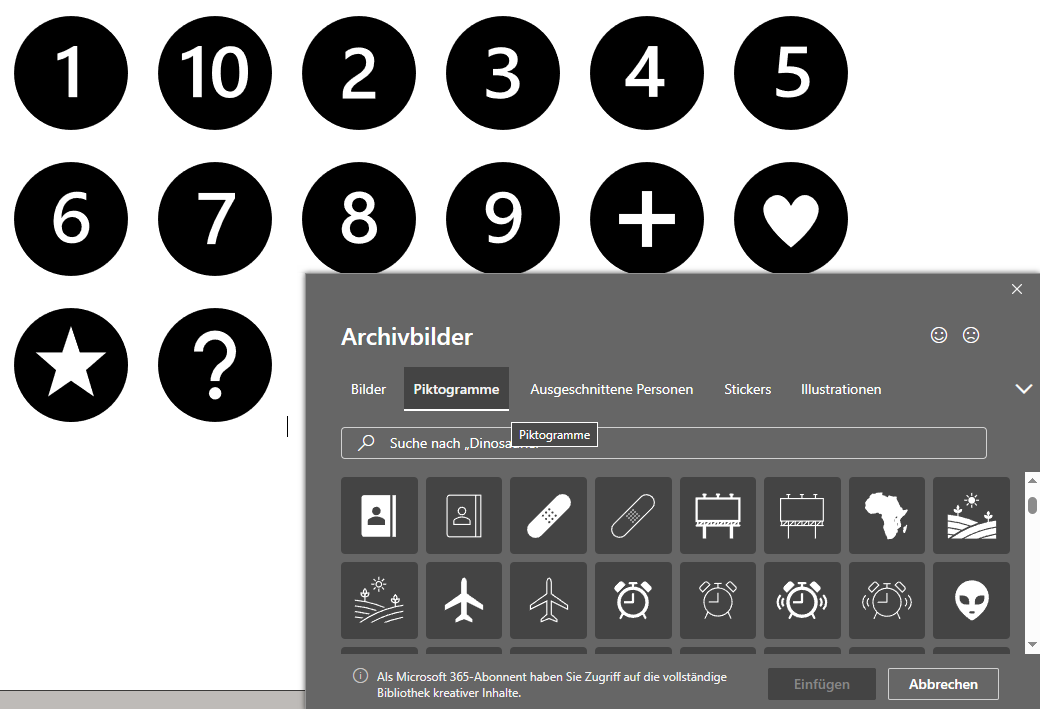 1 10 2 3 4 5
6 7 8 9 +
?
Archivbilder
Bilder Piktogramme Ausgeschnittene Personen Stickers Illustrationen
Piktogramme
Suche nach „Dinosa
Als Microsoft 365-Abonnent haben Sie Zugriff auf die vollständige
Bibliothek kreativer Inhalte.
Einfügen Abbrechen